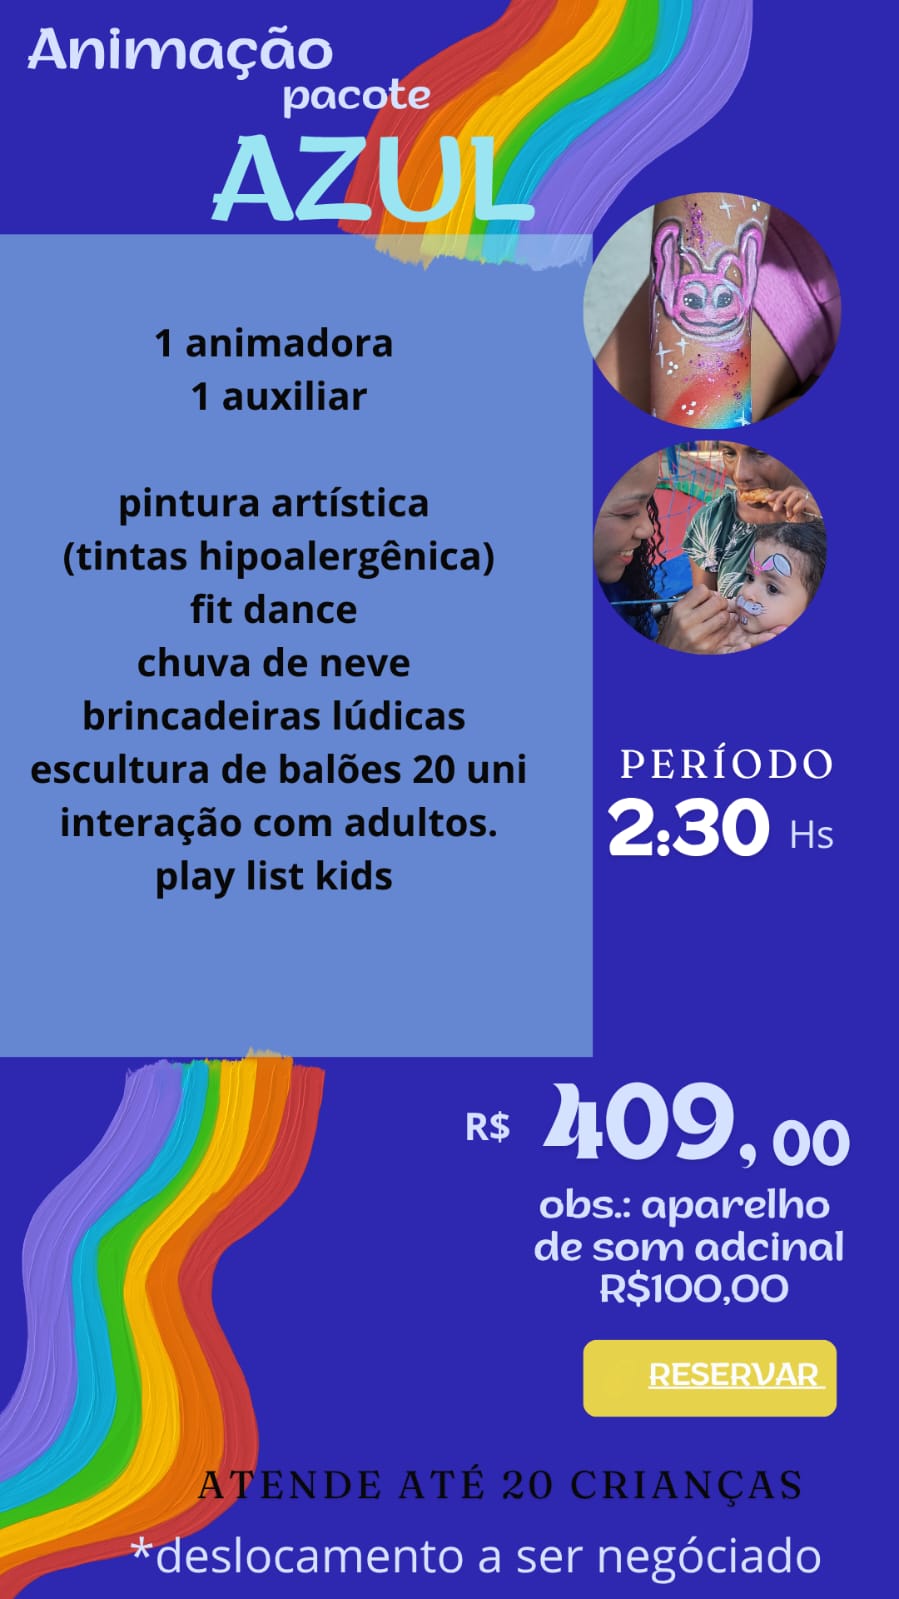 Animação
pacote
AZUL
1 animadora
1 auxiliar
pintura artística
(tintas hipoalergênica)
fit dance
chuva de neve
brincadeiras lúdicas
escultura de balões 20 uni
interação com adultos.
play list kids
PERÍODO
2:30 Hs
R$ 409,00
obs.: aparelho
de som adcinal
R$100,00
RESERVAR
ATENDE ATÉ 20 CRIANÇAS
*deslocamento a ser negóciado